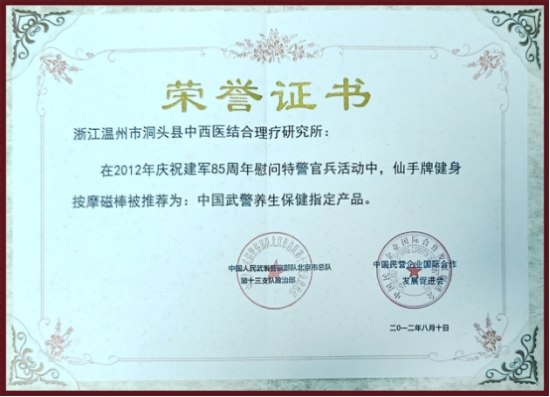 荣誉证书
浙江温州市洞头县中西医结合理疗研究所：
在2012年庆祝建军85周年慰问特警官兵活动中，仙手牌健身
按摩磁棒被推荐为：中国武警养生保健指定产品。
中国人民武警部队北京市总队
第十三支队政治部
中国民营企业国际合作
发展促进会
二〇一二年八月十日